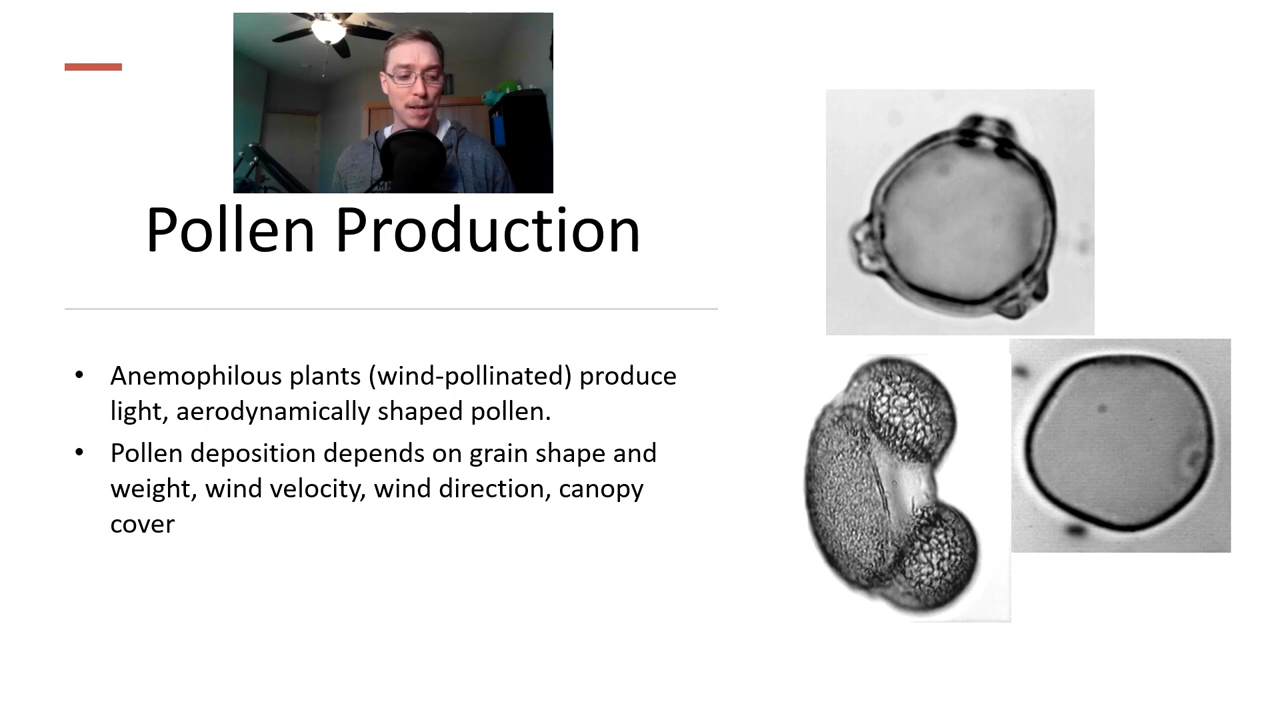 Pollen Production
• Anemophilous plants (wind-pollinated) produce
light, aerodynamically shaped pollen.
• Pollen deposition depends on grain shape and
weight, wind velocity, wind direction, canopy
cover